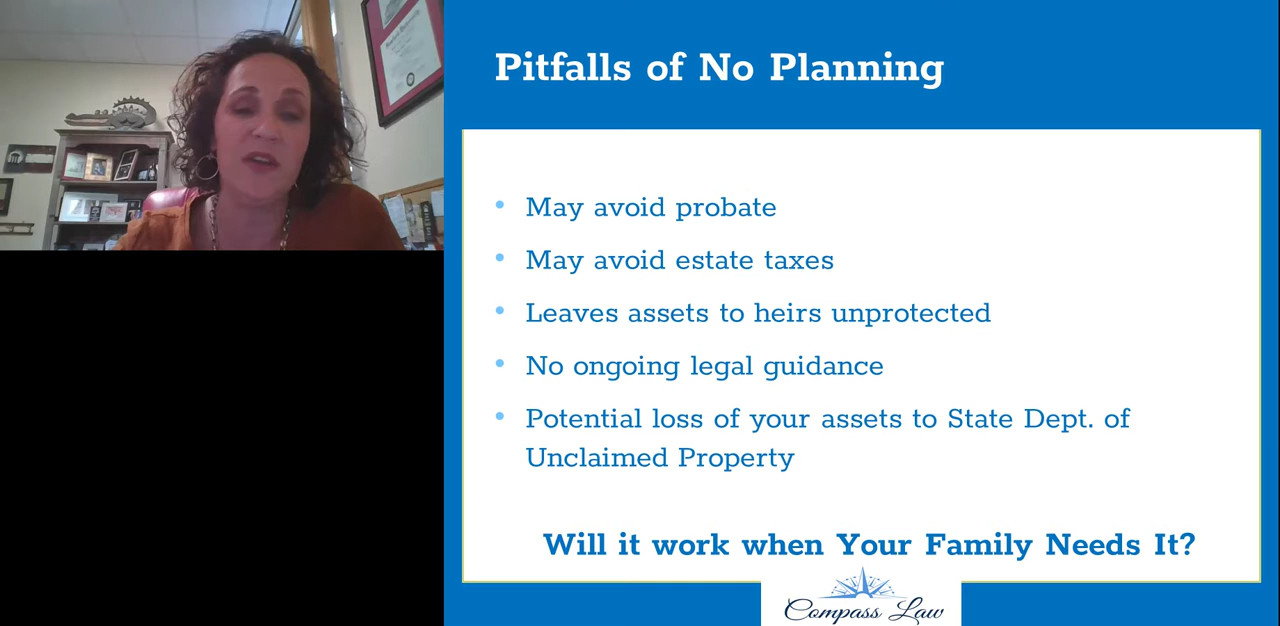 Pitfalls of No Planning
May avoid probate
May avoid estate taxes
Leaves assets to heirs unprotected
No ongoing legal guidance
Potential loss of your assets to State Dept. of
Unclaimed Property
Will it work when Your Family Needs It?
Compass Law